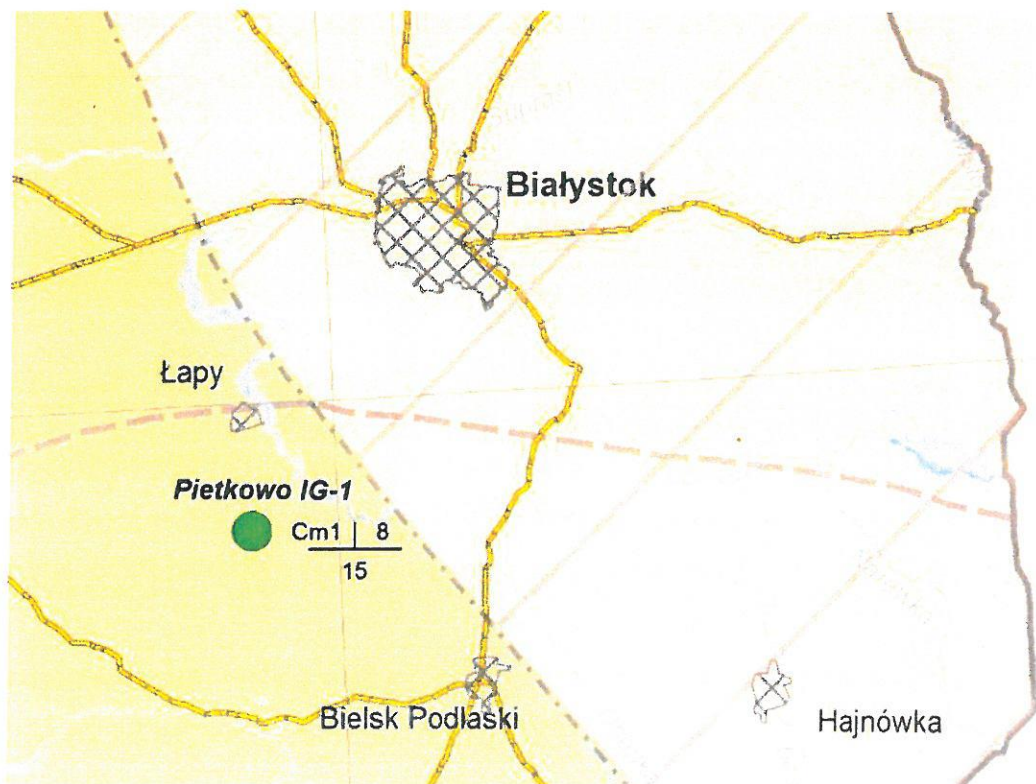 Białystok
Łapy
Pietkowo IG-1
Cm1 | 8
15
Bielsk Podlaski
Hajnówka